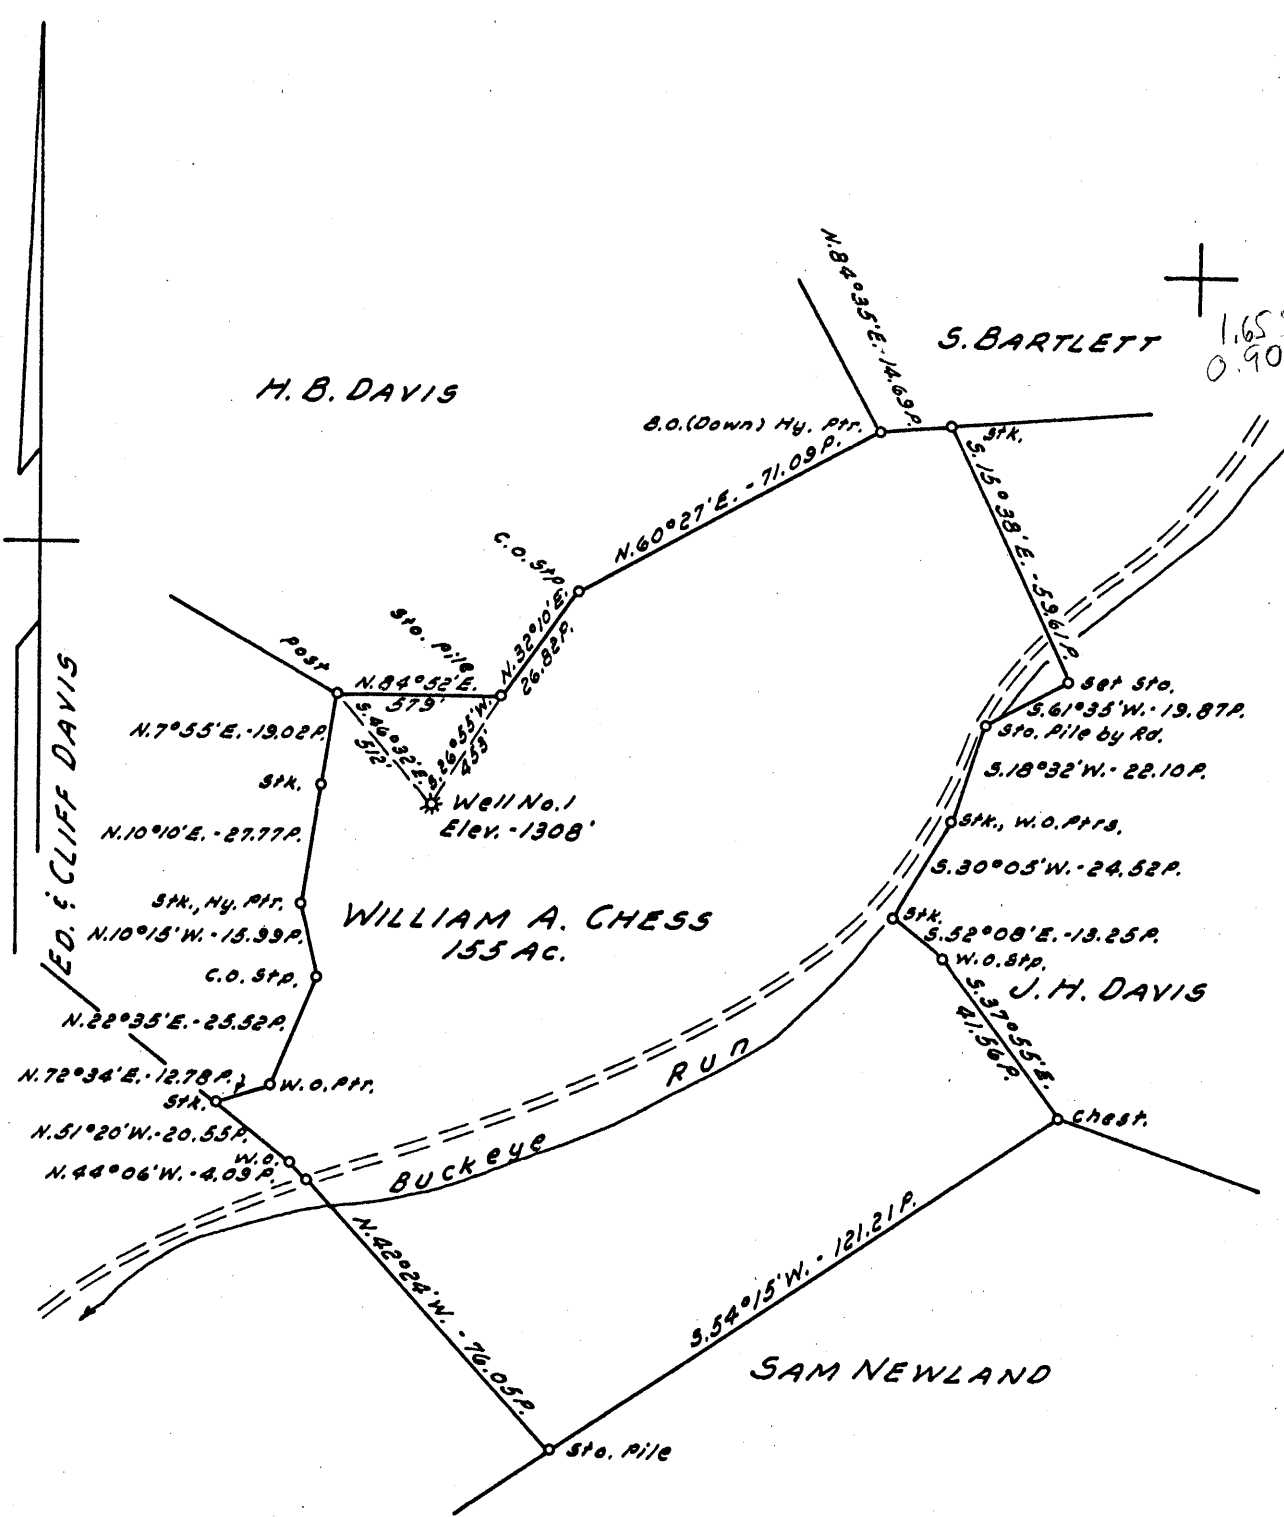 N.84°35'E.-14.69P.
S. BARTLETT
1.65
0.90
H. B. DAVIS
B.O.(Down) Hy. Ptr.
Stk.
N.60°27'E. - 71.09P.
S.15°38'E. - 59.61P.
C.O. Stp.
Sto. Pile
N.32°10'E.
26.82P.
Post
N.84°52'E.
579'
S.46°32'E.
512'
S.26°55'W.
453'
Set Sto.
S.61°35'W.-19.87P.
Sto. Pile by Rd.
N.7°55'E.-19.02P.
S.18°32'W.-22.10P.
Stk.
Well No.1
Elev.-1308'
Stk., W.O.Ptrs.
N.10°10'E.-27.77P.
S.30°05'W.-24.52P.
ED. & CLIFF DAVIS
Stk., Hy. Ptr.
WILLIAM A. CHESS
155 Ac.
Stk.
N.10°15'W.-15.99P.
S.52°08'E.-13.25P.
C.O. Stp.
W.O.Stp.
J. H. DAVIS
S.37°55'E.
41.56P.
N.22°35'E.-25.52P.
N.72°34'E.-12.78P.
W.O.Ptr.
Stk.
Chest.
N.51°20'W.-20.55P.
W.O.
N.44°06'W.-4.09P.
Buckeye Run
N.42°24'W. - 76.05P.
S.54°15'W. - 121.21P.
SAM NEWLAND
Sto. Pile